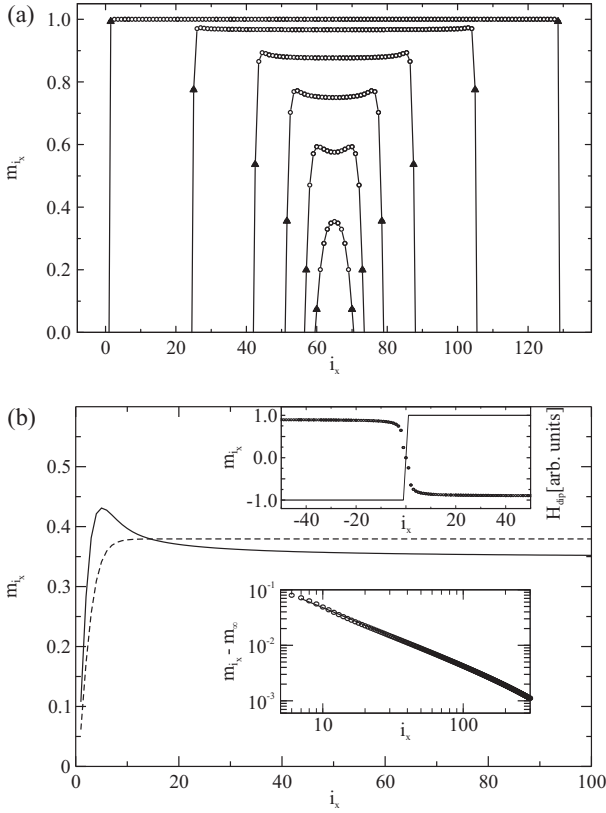 (a)
1.0
0.8
0.6
0.4
0.2
0.0
m_{i_x}
0 20 40 60 80 100 120
i_x
(b)
0.5
0.4
0.3
0.2
0.1
0
m_{i_x}
1.0
0.0
-1.0
m_{i_x}
H_{dip}[arb. units]
-40 -20 0 20 40
i_x
10^{-1}
10^{-2}
10^{-3}
m_{i_x} - m_∞
10 100
i_x
0 20 40 60 80 100
i_x